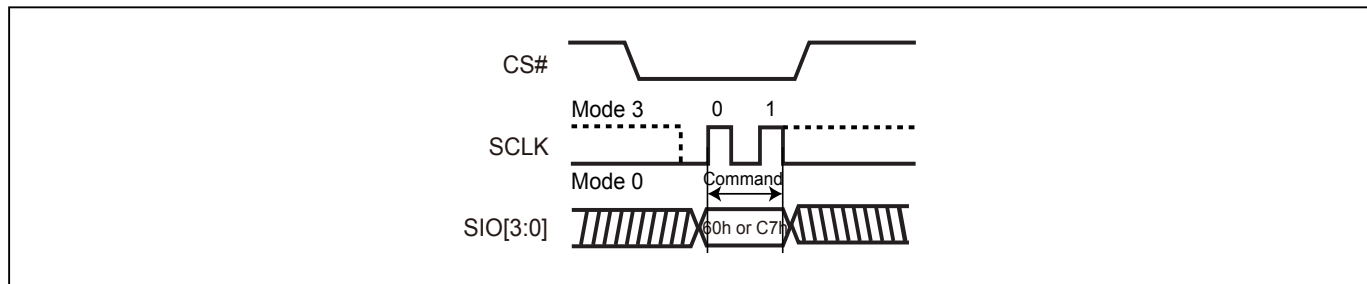 CS#
Mode 3 0 1
SCLK
Mode 0 Command
SIO[3:0] 60h or C7h